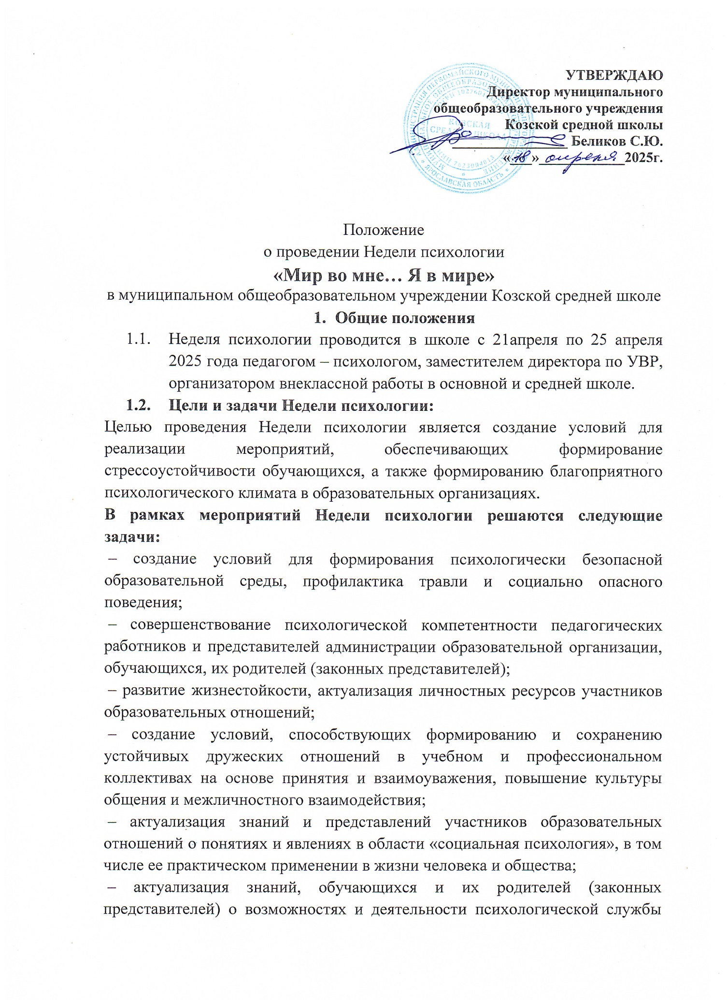 УТВЕРЖДАЮ
Директор муниципального
общеобразовательного учреждения
Козской средной школы
Беликов С.Ю.
«18» апреля 2025г.
КОЗСКАЯ
СРЕДНЯЯ ШКОЛА
ИНН 7623004013
ЯРОСЛАВСКАЯ ОБЛАСТЬ
Положение
о проведении Недели психологии
«Мир во мне… Я в мире»
в муниципальном общеобразовательном учреждении Козской средней школе
1. Общие положения
1.1. Неделя психологии проводится в школе с 21апреля по 25 апреля
2025 года педагогом – психологом, заместителем директора по УВР,
организатором внеклассной работы в основной и средней школе.
1.2. Цели и задачи Недели психологии:
Целью проведения Недели психологии является создание условий для
реализации мероприятий, обеспечивающих формирование
стрессоустойчивости обучающихся, а также формированию благоприятного
психологического климата в образовательных организациях.
В рамках мероприятий Недели психологии решаются следующие
задачи:
– создание условий для формирования психологически безопасной
образовательной среды, профилактика травли и социально опасного
поведения;
– совершенствование психологической компетентности педагогических
работников и представителей администрации образовательной организации,
обучающихся, их родителей (законных представителей);
– развитие жизнестойкости, актуализация личностных ресурсов участников
образовательных отношений;
– создание условий, способствующих формированию и сохранению
устойчивых дружеских отношений в учебном и профессиональном
коллективах на основе принятия и взаимоуважения, повышение культуры
общения и межличностного взаимодействия;
– актуализация знаний и представлений участников образовательных
отношений о понятиях и явлениях в области «социальная психология», в том
числе ее практическом применении в жизни человека и общества;
– актуализация знаний, обучающихся и их родителей (законных
представителей) о возможностях и деятельности психологической службы